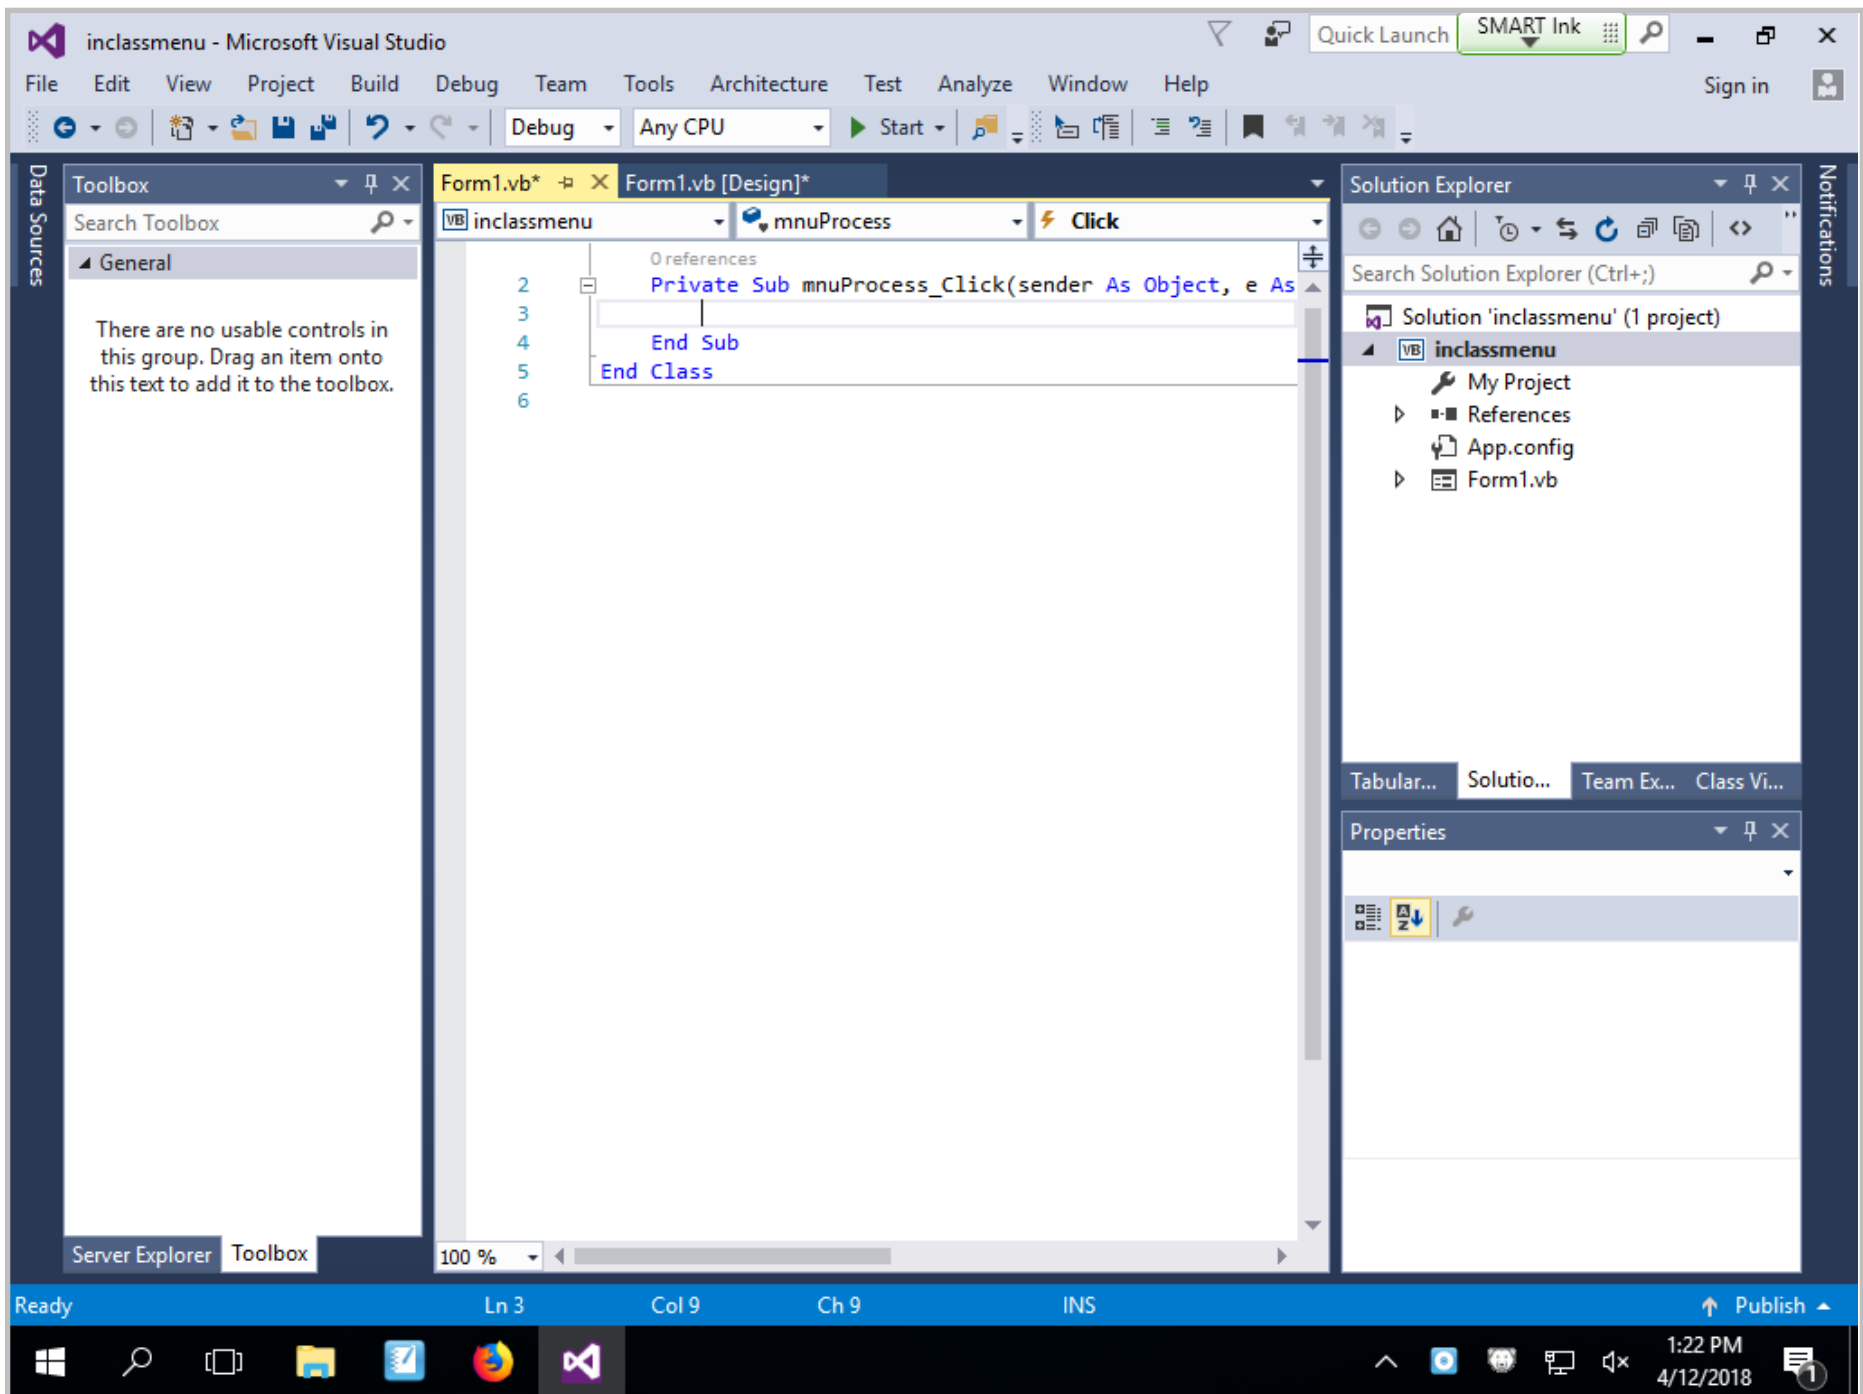 inclassmenu - Microsoft Visual Studio
Quick Launch
SMART Ink
File Edit View Project Build Debug Team Tools Architecture Test Analyze Window Help
Sign in
Debug
Any CPU
Start
Data Sources
Toolbox
Search Toolbox
General
There are no usable controls in
this group. Drag an item onto
this text to add it to the toolbox.
Server Explorer Toolbox
Form1.vb* Form1.vb [Design]*
VB inclassmenu mnuProcess Click
0 references
2 Private Sub mnuProcess_Click(sender As Object, e As
3
4 End Sub
5 End Class
6
100 %
Solution Explorer
Search Solution Explorer (Ctrl+;)
Solution 'inclassmenu' (1 project)
VB inclassmenu
My Project
References
App.config
Form1.vb
Tabular... Solutio... Team Ex... Class Vi...
Properties
Notifications
Ready Ln 3 Col 9 Ch 9 INS Publish
1:22 PM
4/12/2018
1